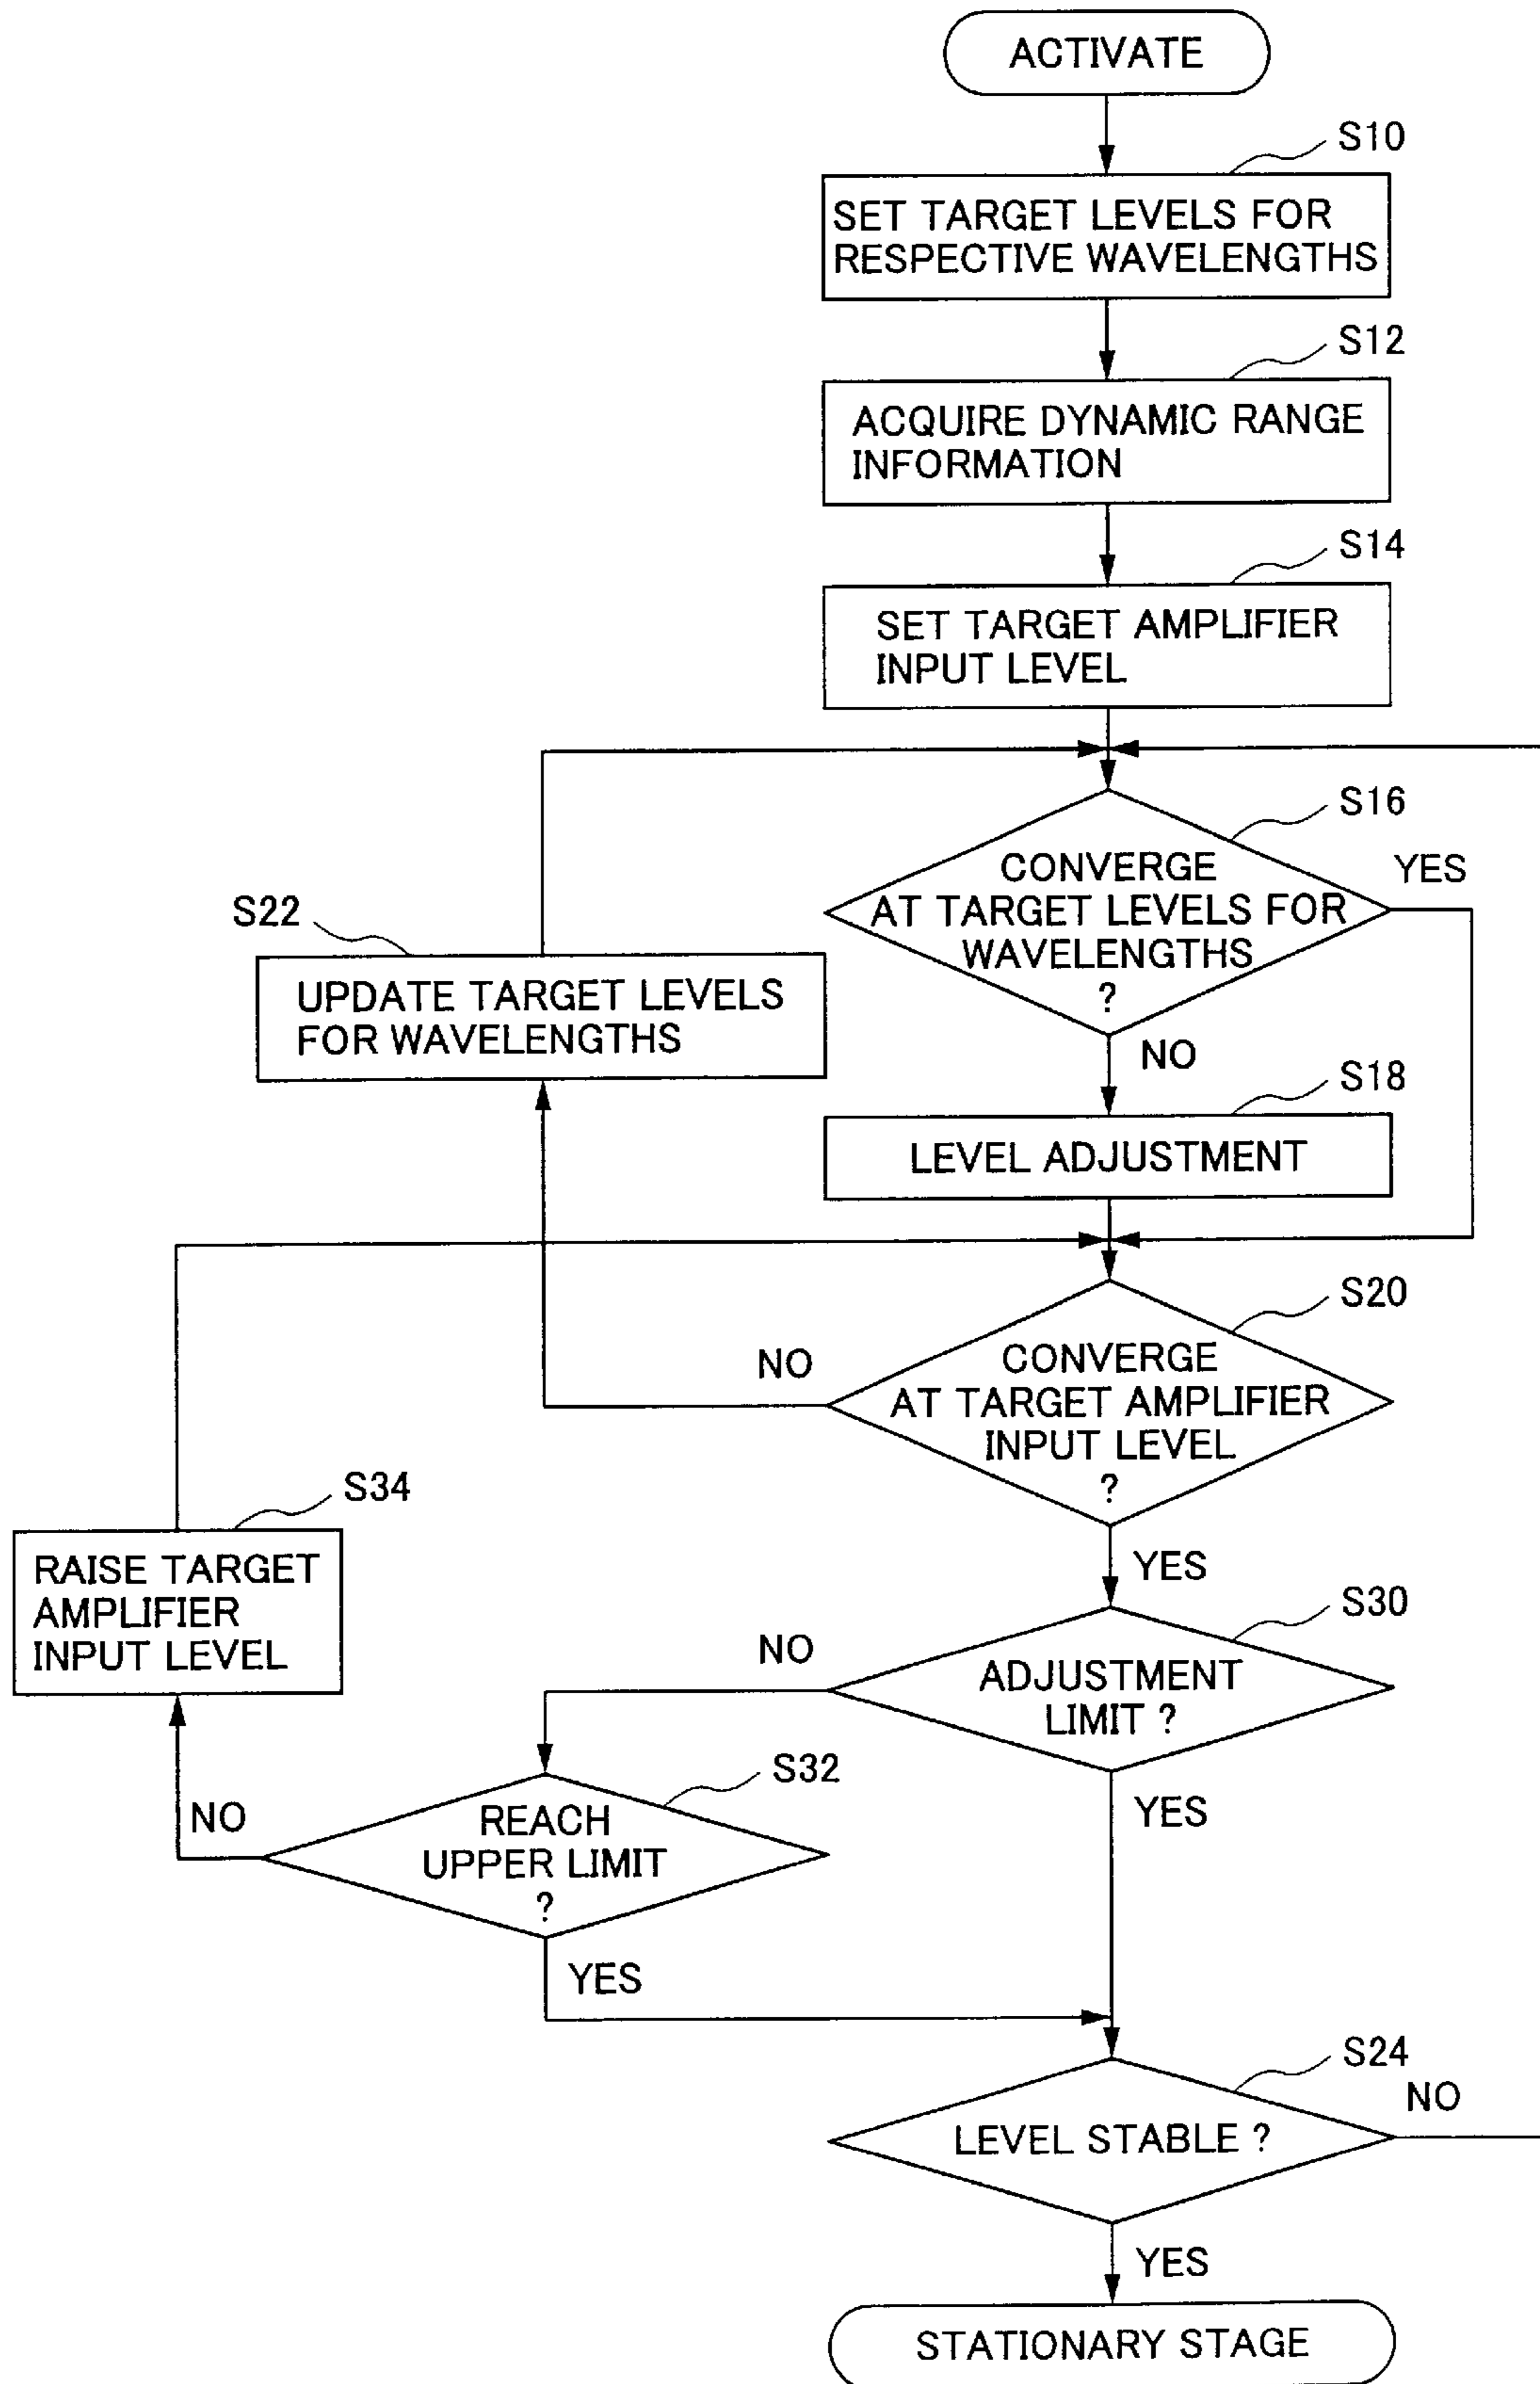 ACTIVATE
S10
SET TARGET LEVELS FOR
RESPECTIVE WAVELENGTHS
S12
ACQUIRE DYNAMIC RANGE
INFORMATION
S14
SET TARGET AMPLIFIER
INPUT LEVEL
S16
CONVERGE
AT TARGET LEVELS FOR
WAVELENGTHS
?
YES
NO
S22
UPDATE TARGET LEVELS
FOR WAVELENGTHS
S18
LEVEL ADJUSTMENT
S20
CONVERGE
AT TARGET AMPLIFIER
INPUT LEVEL
?
NO
YES
S34
RAISE TARGET
AMPLIFIER
INPUT LEVEL
S30
ADJUSTMENT
LIMIT ?
NO
YES
S32
REACH
UPPER LIMIT
?
NO
YES
S24
LEVEL STABLE ?
NO
YES
STATIONARY STAGE